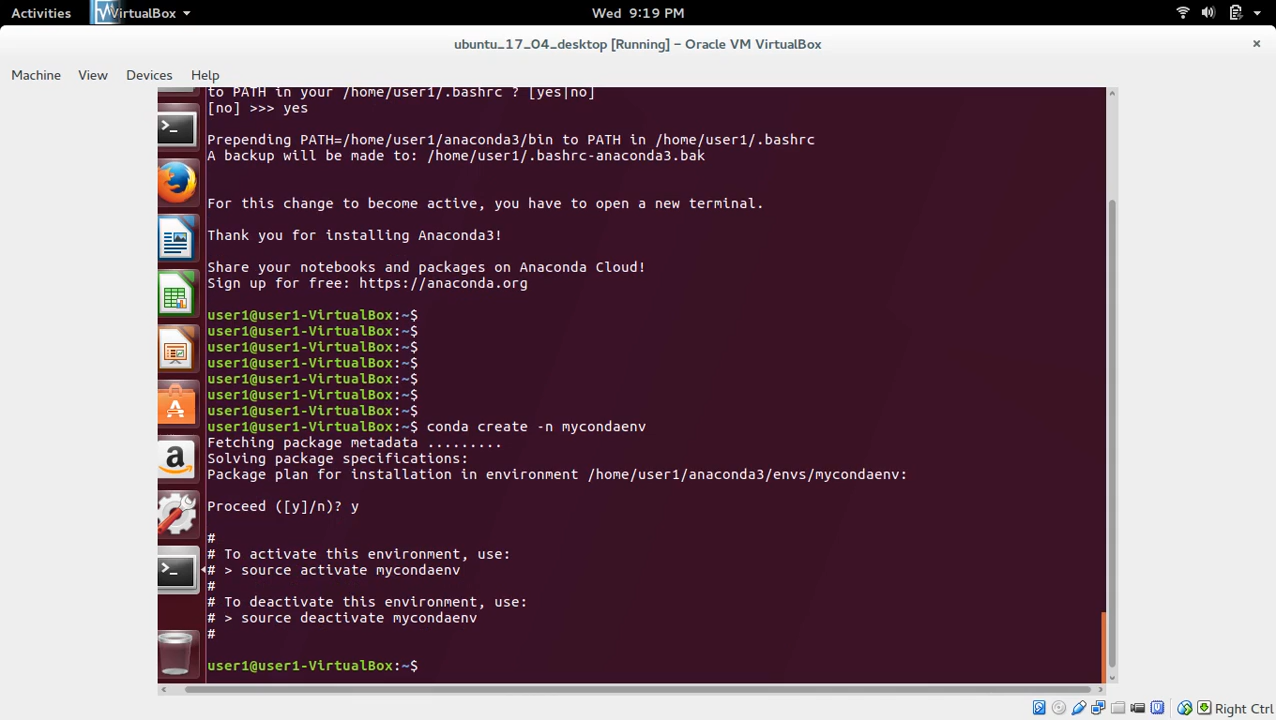 Activities VirtualBox Wed 9:19 PM
ubuntu_17_04_desktop [Running] – Oracle VM VirtualBox
Machine View Devices Help
to PATH in your /home/user1/.bashrc ? [yes|no]
[no] >>> yes
Prepending PATH=/home/user1/anaconda3/bin to PATH in /home/user1/.bashrc
A backup will be made to: /home/user1/.bashrc-anaconda3.bak
For this change to become active, you have to open a new terminal.
Thank you for installing Anaconda3!
Share your notebooks and packages on Anaconda Cloud!
Sign up for free: https://anaconda.org
user1@user1-VirtualBox:~$
user1@user1-VirtualBox:~$
user1@user1-VirtualBox:~$
user1@user1-VirtualBox:~$
user1@user1-VirtualBox:~$
user1@user1-VirtualBox:~$
user1@user1-VirtualBox:~$
user1@user1-VirtualBox:~$ conda create -n mycondaenv
Fetching package metadata .........
Solving package specifications:
Package plan for installation in environment /home/user1/anaconda3/envs/mycondaenv:
Proceed ([y]/n)? y
#
# To activate this environment, use:
# > source activate mycondaenv
#
# To deactivate this environment, use:
# > source deactivate mycondaenv
#
user1@user1-VirtualBox:~$
Right Ctrl